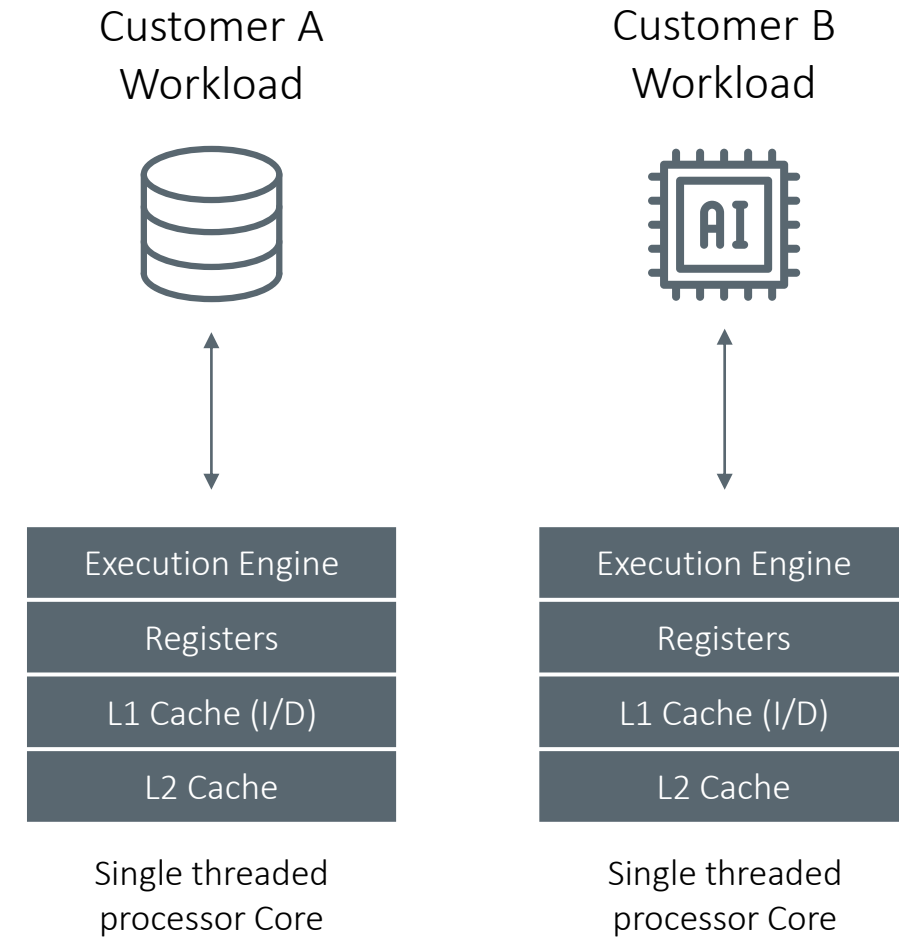 Customer A
Workload
Customer B
Workload
AI
Execution Engine
Registers
L1 Cache (I/D)
L2 Cache
Single threaded
processor Core
Execution Engine
Registers
L1 Cache (I/D)
L2 Cache
Single threaded
processor Core